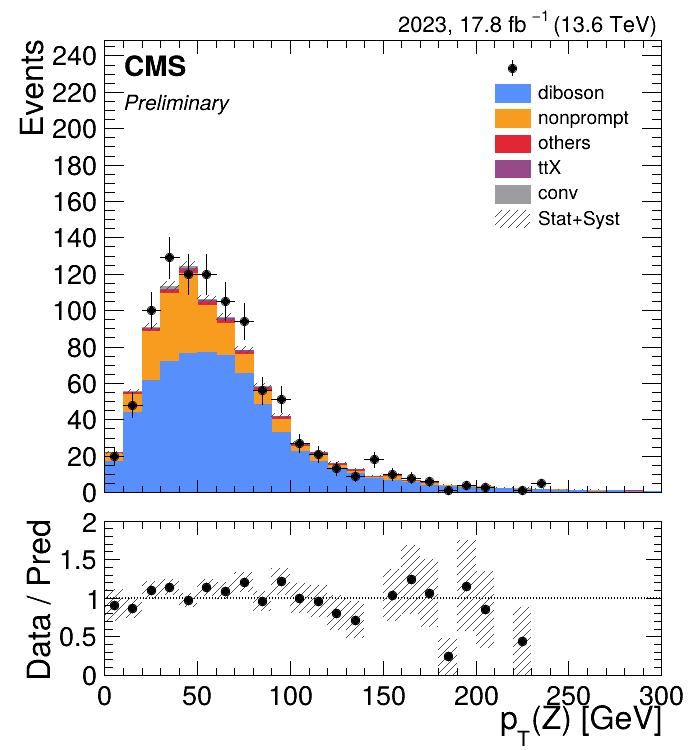 2023, 17.8 fb⁻¹ (13.6 TeV)
CMS
Preliminary
Events
240
220
200
180
160
140
120
100
80
60
40
20
0
diboson
nonprompt
others
ttX
conv
Stat+Syst
Data / Pred
2
1.5
1
0.5
0
0 50 100 150 200 250 300
p_T(Z) [GeV]